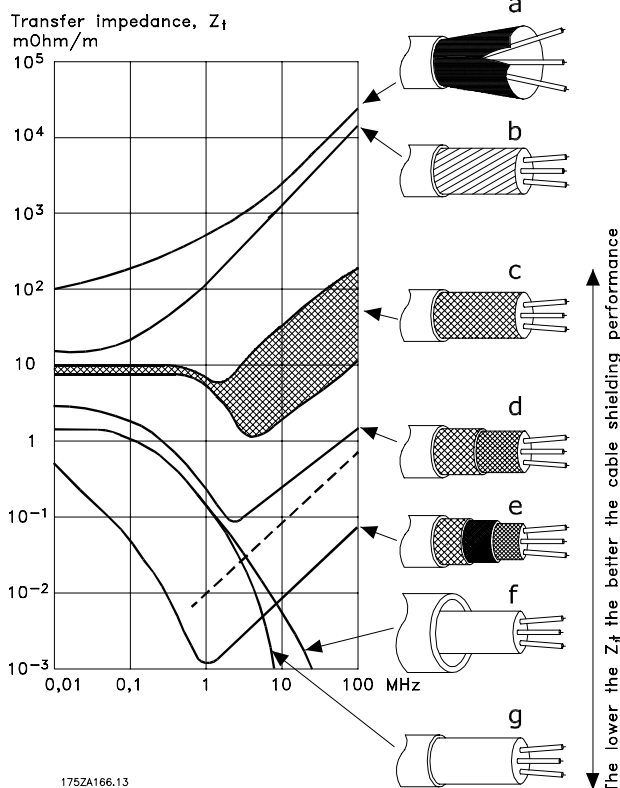 Transfer impedance, Zt
mOhm/m
a
10⁵
10⁴
b
10³
c
10²
10
d
1
e
10⁻¹
f
10⁻²
10⁻³
0,01 0,1 1 10 100 MHz
g
175ZA166.13
The lower the Zt the better the cable shielding performance